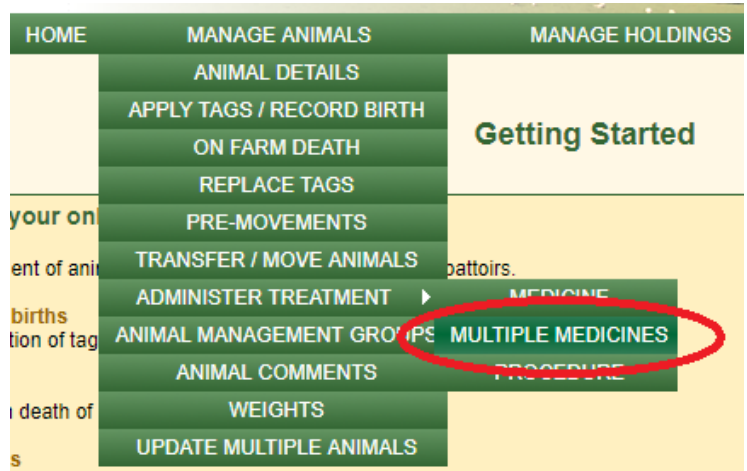 HOME MANAGE ANIMALS MANAGE HOLDINGS
ANIMAL DETAILS
APPLY TAGS / RECORD BIRTH
ON FARM DEATH
Getting Started
REPLACE TAGS
your onl
PRE-MOVEMENTS
ent of ani
TRANSFER / MOVE ANIMALS
battoirs.
ADMINISTER TREATMENT
MEDICINE
births
tion of tag
ANIMAL MANAGEMENT GROUPS
MULTIPLE MEDICINES
ANIMAL COMMENTS
PROCEDURE
death of
WEIGHTS
UPDATE MULTIPLE ANIMALS
s